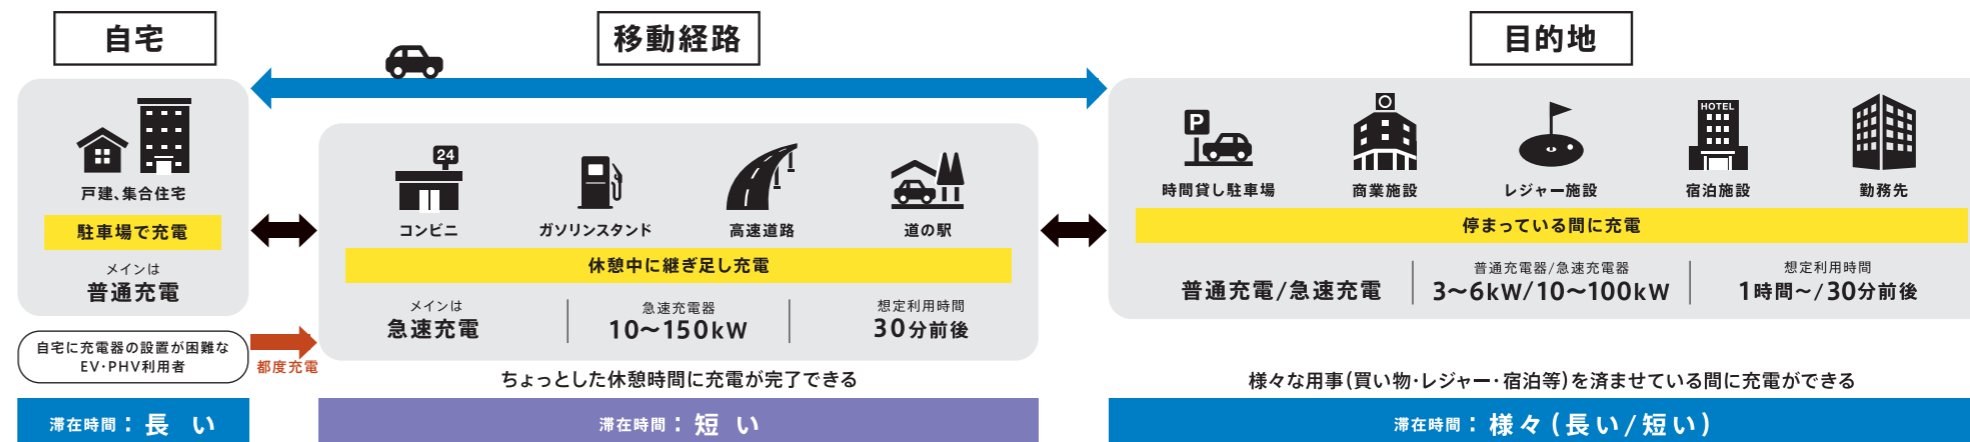 自宅
戸建、集合住宅
駐車場で充電
メインは
普通充電
自宅に充電器の設置が困難な
EV・PHV利用者
都度充電
滞在時間：長い
移動経路
24
コンビニ
ガソリンスタンド
高速道路
道の駅
休憩中に継ぎ足し充電
メインは
急速充電
急速充電器
10〜150kW
想定利用時間
30分前後
ちょっとした休憩時間に充電が完了できる
滞在時間：短い
目的地
P
HOTEL
時間貸し駐車場
商業施設
レジャー施設
宿泊施設
勤務先
停まっている間に充電
普通充電/急速充電
普通充電器/急速充電器
3〜6kW/10〜100kW
想定利用時間
1時間〜/30分前後
様々な用事(買い物・レジャー・宿泊等)を済ませている間に充電ができる
滞在時間：様々(長い/短い)